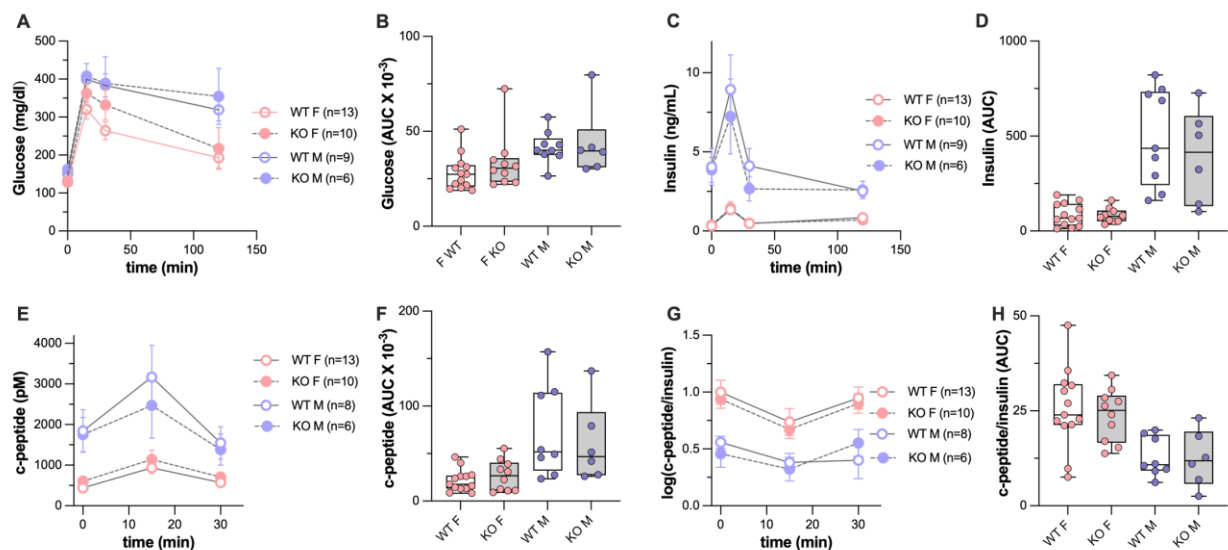 A
Glucose (mg/dl)
500
400
300
200
100
0
0
50
100
150
time (min)
WT F (n=13)
KO F (n=10)
WT M (n=9)
KO M (n=6)
B
Glucose (AUC X 10-3)
100
75
50
25
0
F WT
F KO
WT M
KO M
C
Insulin (ng/mL)
10
5
0
0
50
100
150
time (min)
WT F (n=13)
KO F (n=10)
WT M (n=9)
KO M (n=6)
D
Insulin (AUC)
1000
500
0
WT F
KO F
WT M
KO M
E
c-peptide (pM)
4000
3000
2000
1000
0
0
10
20
30
time (min)
WT F (n=13)
KO F (n=10)
WT M (n=8)
KO M (n=6)
F
c-peptide (AUC X 10-3)
200
100
0
WT F
KO F
WT M
KO M
G
log(c-peptide/insulin)
1.5
1.0
0.5
0.0
0
10
20
30
time (min)
WT F (n=13)
KO F (n=10)
WT M (n=8)
KO M (n=6)
H
c-peptide/insulin (AUC)
50
25
0
WT F
KO F
WT M
KO M